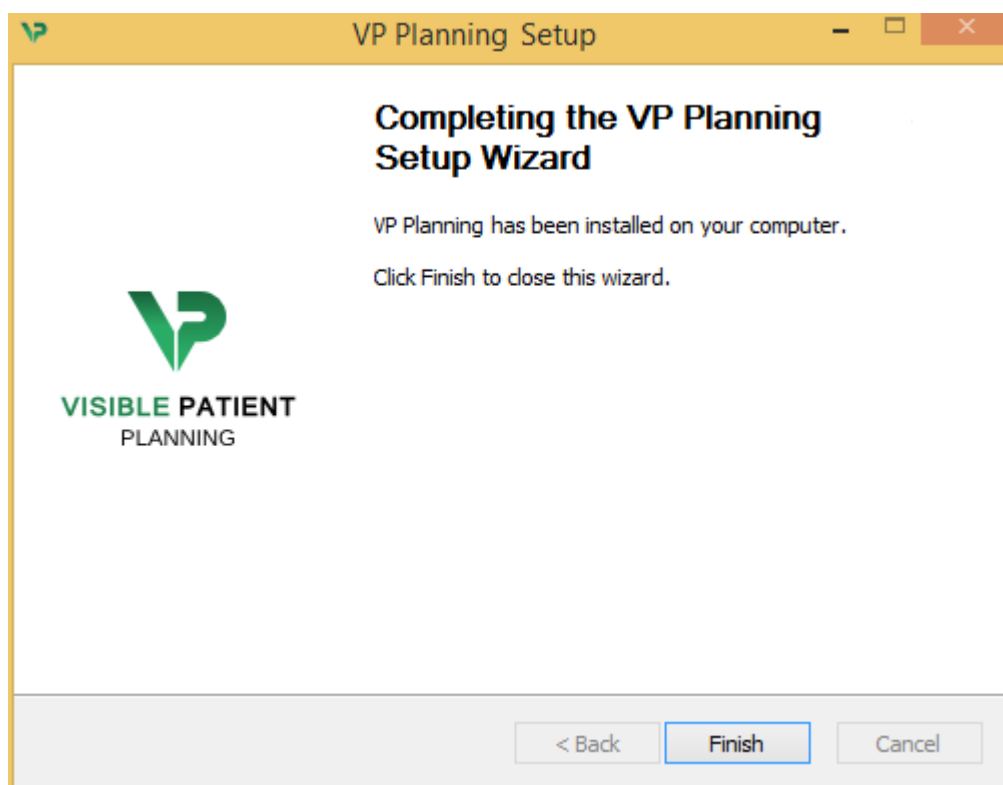 VP Planning Setup
Completing the VP Planning
Setup Wizard
VP Planning has been installed on your computer.
Click Finish to close this wizard.
VP
VISIBLE PATIENT
PLANNING
< Back
Finish
Cancel